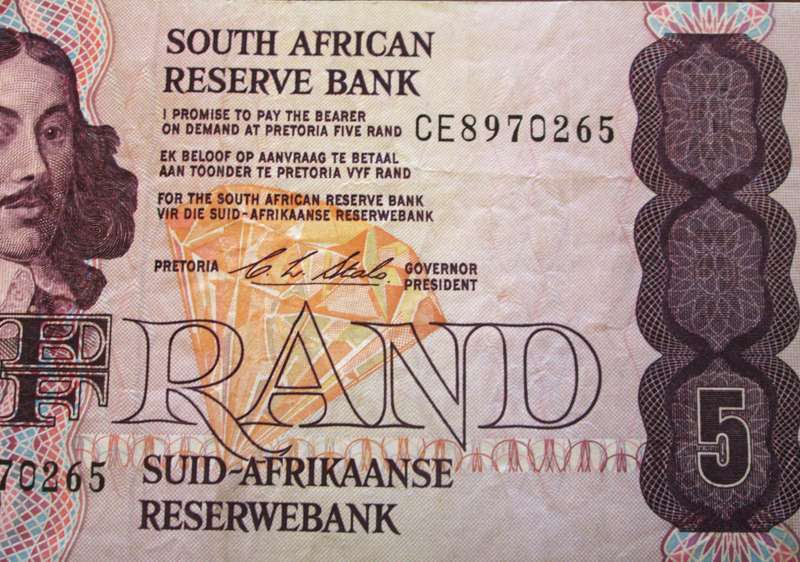 SOUTH AFRICAN
RESERVE BANK
I PROMISE TO PAY THE BEARER
ON DEMAND AT PRETORIA FIVE RAND
CE8970265
EK BELOOF OP AANVRAAG TE BETAAL
AAN TOONDER TE PRETORIA VYF RAND
FOR THE SOUTH AFRICAN RESERVE BANK
VIR DIE SUID-AFRIKAANSE RESERWEBANK
PRETORIA C. L. Stals. GOVERNOR
PRESIDENT
F RAND
5
70265
SUID-AFRIKAANSE
RESERWEBANK